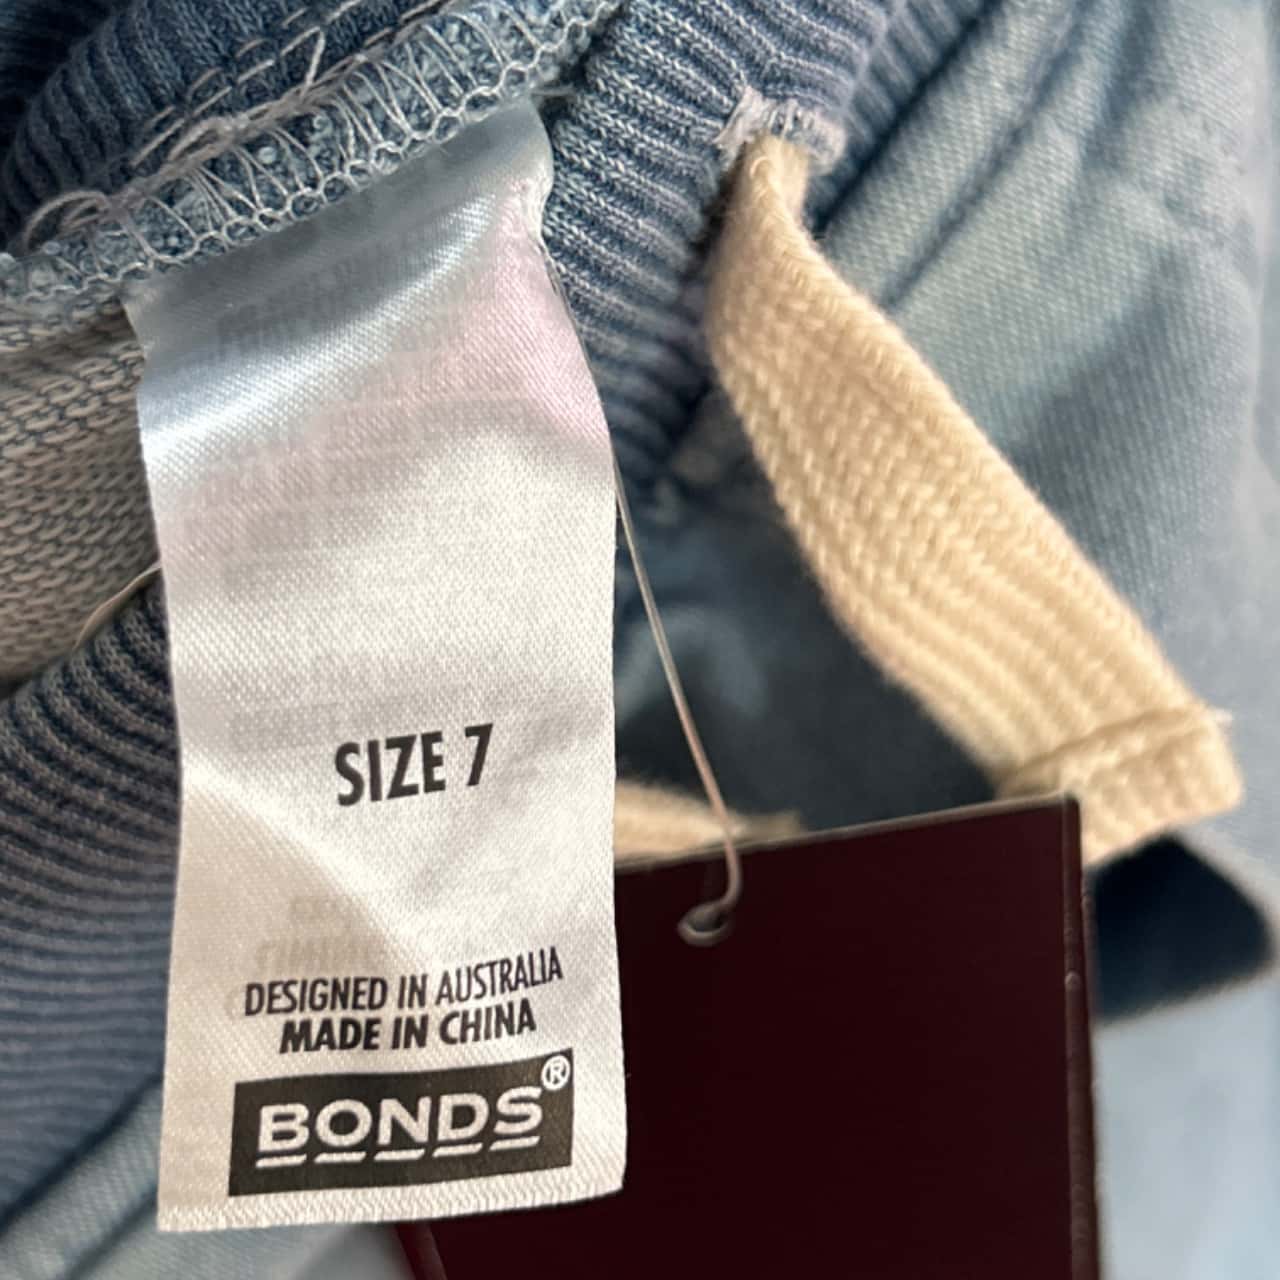 SIZE 7
DESIGNED IN AUSTRALIA
MADE IN CHINA
BONDS®